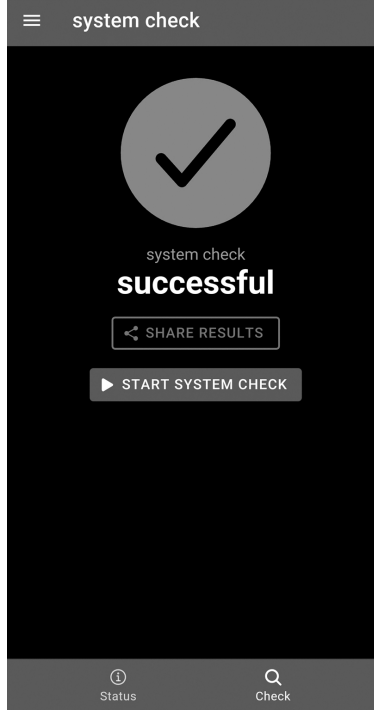 system check
system check
successful
SHARE RESULTS
START SYSTEM CHECK
Status
Check